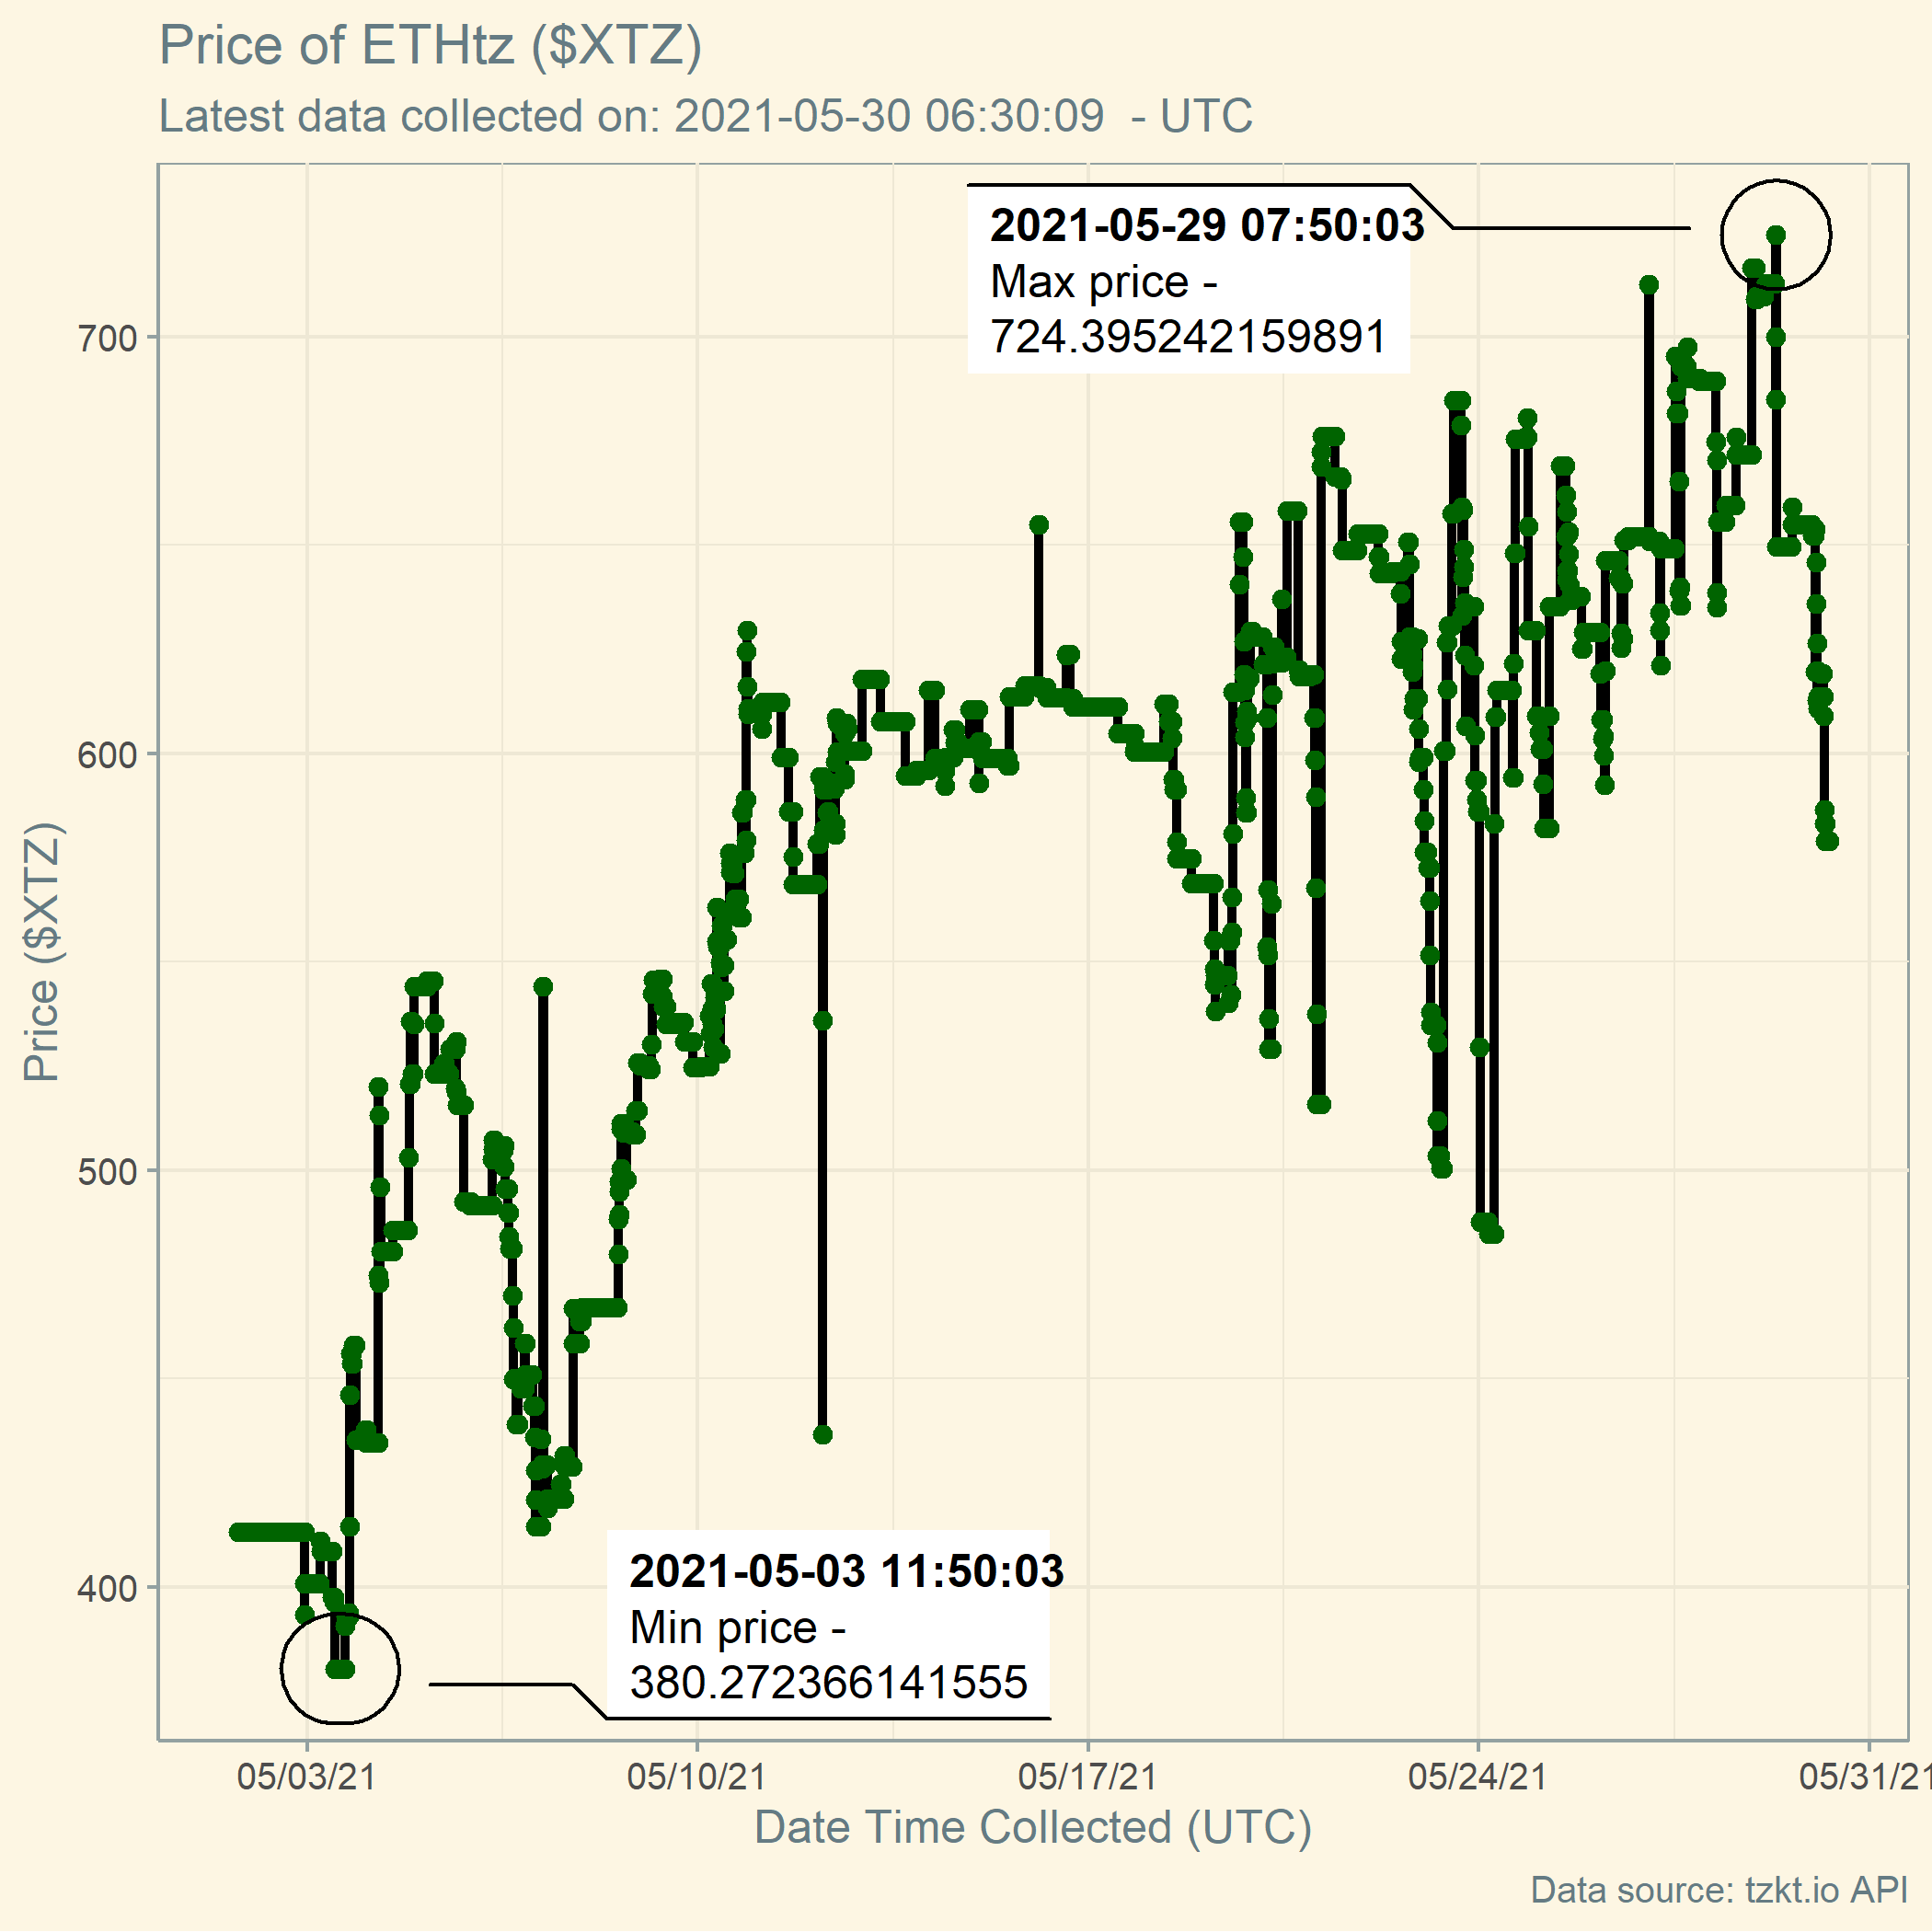 Price of ETHtz ($XTZ)
Latest data collected on: 2021-05-30 06:30:09  - UTC
2021-05-29 07:50:03
Max price -
724.395242159891
700
600
Price ($XTZ)
500
2021-05-03 11:50:03
Min price -
380.272366141555
400
05/03/21
05/10/21
05/17/21
05/24/21
05/31/21
Date Time Collected (UTC)
Data source: tzkt.io API